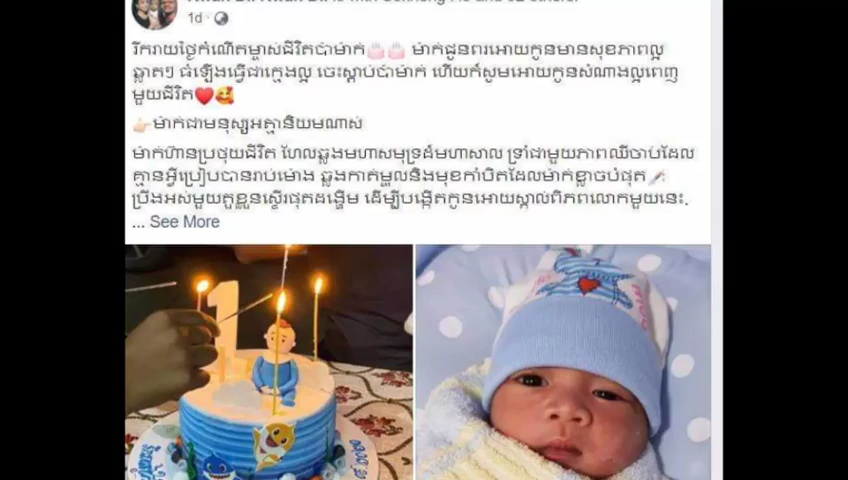 1d
រីករាយថ្ងៃកំណើតម្ចាស់ជីវិតប៉ាម៉ាក់🎂🎂 ម៉ាក់ជូនពរអោយកូនមានសុខភាពល្អ
ឆ្លាតៗ ធំឡើងធ្វើជាក្មេងល្អ ចេះស្តាប់ប៉ាម៉ាក់ ហើយក៏សូមអោយកូនសំណាងល្អពេញ
មួយជីវិត❤️🥰
👉🏻ម៉ាក់ជាមនុស្សអត្មានិយមណាស់
ម៉ាក់ហ៊ានប្រថុយជីវិត ហែលឆ្លងមហាសមុទ្រដ៏មហាសាល ទ្រាំជាមួយភាពឈឺចាប់ដែល
គ្មានអ្វីប្រៀបបានរាប់ម៉ោង ឆ្លងកាត់ម្ជុលនិងមុខកាំបិតដែលម៉ាក់ខ្លាចបំផុត💉
ប្រឹងអស់មួយតួខ្លួនស្ទើរផុតដង្ហើម ដើម្បីបង្កើតកូនអោយស្គាល់ពិភពលោកមួយនេះ.
... See More
1